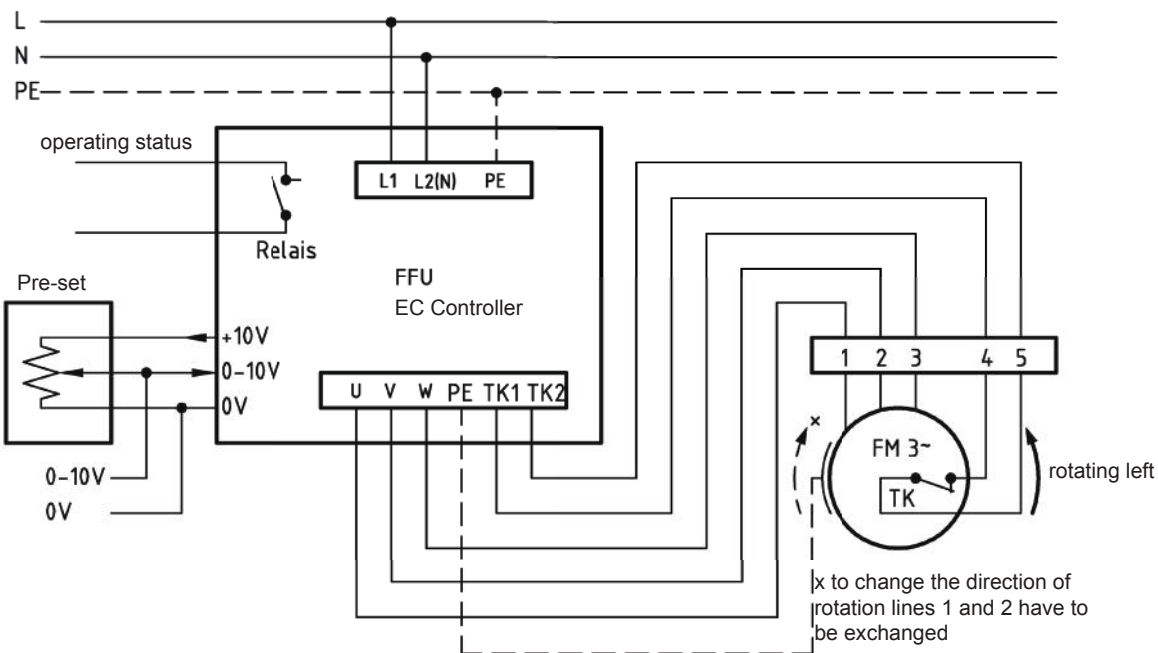 L
N
PE
operating status
L1 L2(N) PE
Relais
FFU
EC Controller
Pre-set
+10V
0-10V
0V
U V W PE TK1 TK2
0-10V
0V
1 2 3 4 5
x
FM 3~
TK
rotating left
x to change the direction of
rotation lines 1 and 2 have to
be exchanged